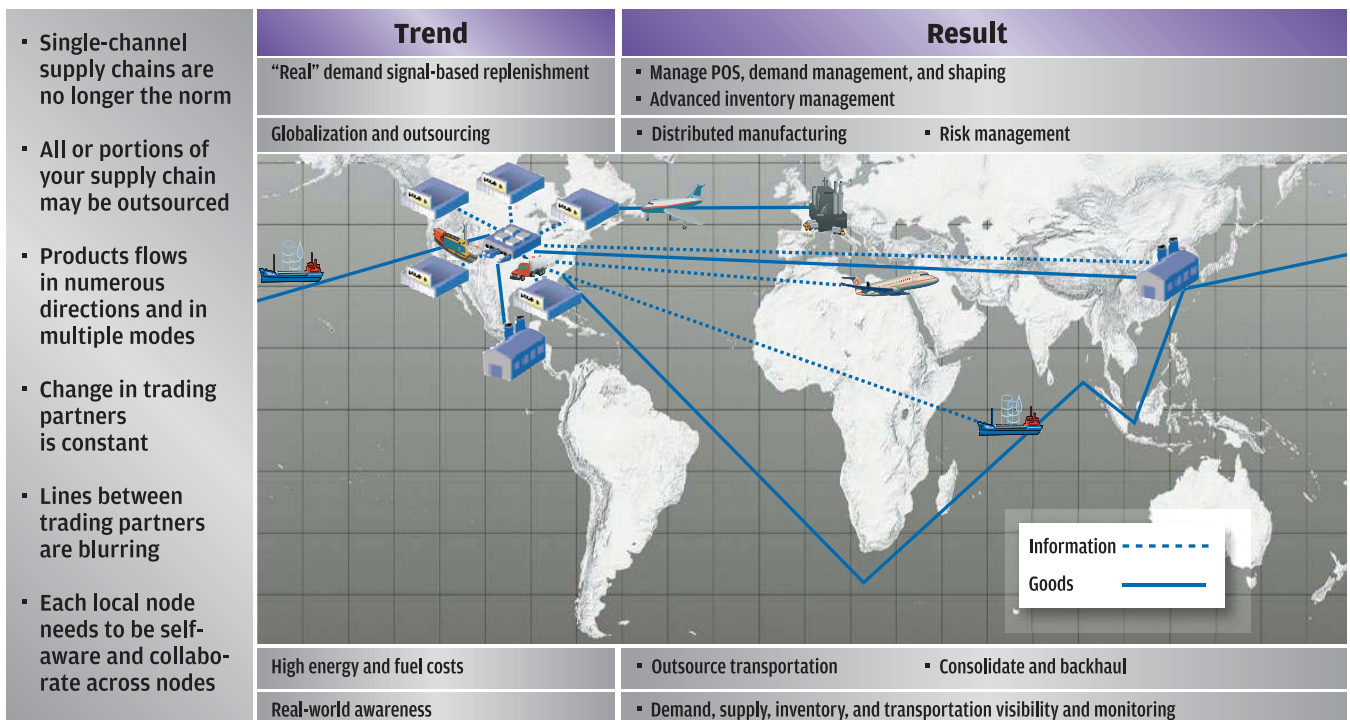 ▪ Single-channel
supply chains are
no longer the norm
▪ All or portions of
your supply chain
may be outsourced
▪ Products flows
in numerous
directions and in
multiple modes
▪ Change in trading
partners
is constant
▪ Lines between
trading partners
are blurring
▪ Each local node
needs to be self-
aware and collabo-
rate across nodes
Trend
Result
“Real” demand signal-based replenishment
▪ Manage POS, demand management, and shaping
▪ Advanced inventory management
Globalization and outsourcing
▪ Distributed manufacturing
▪ Risk management
Information
Goods
High energy and fuel costs
▪ Outsource transportation
▪ Consolidate and backhaul
Real-world awareness
▪ Demand, supply, inventory, and transportation visibility and monitoring